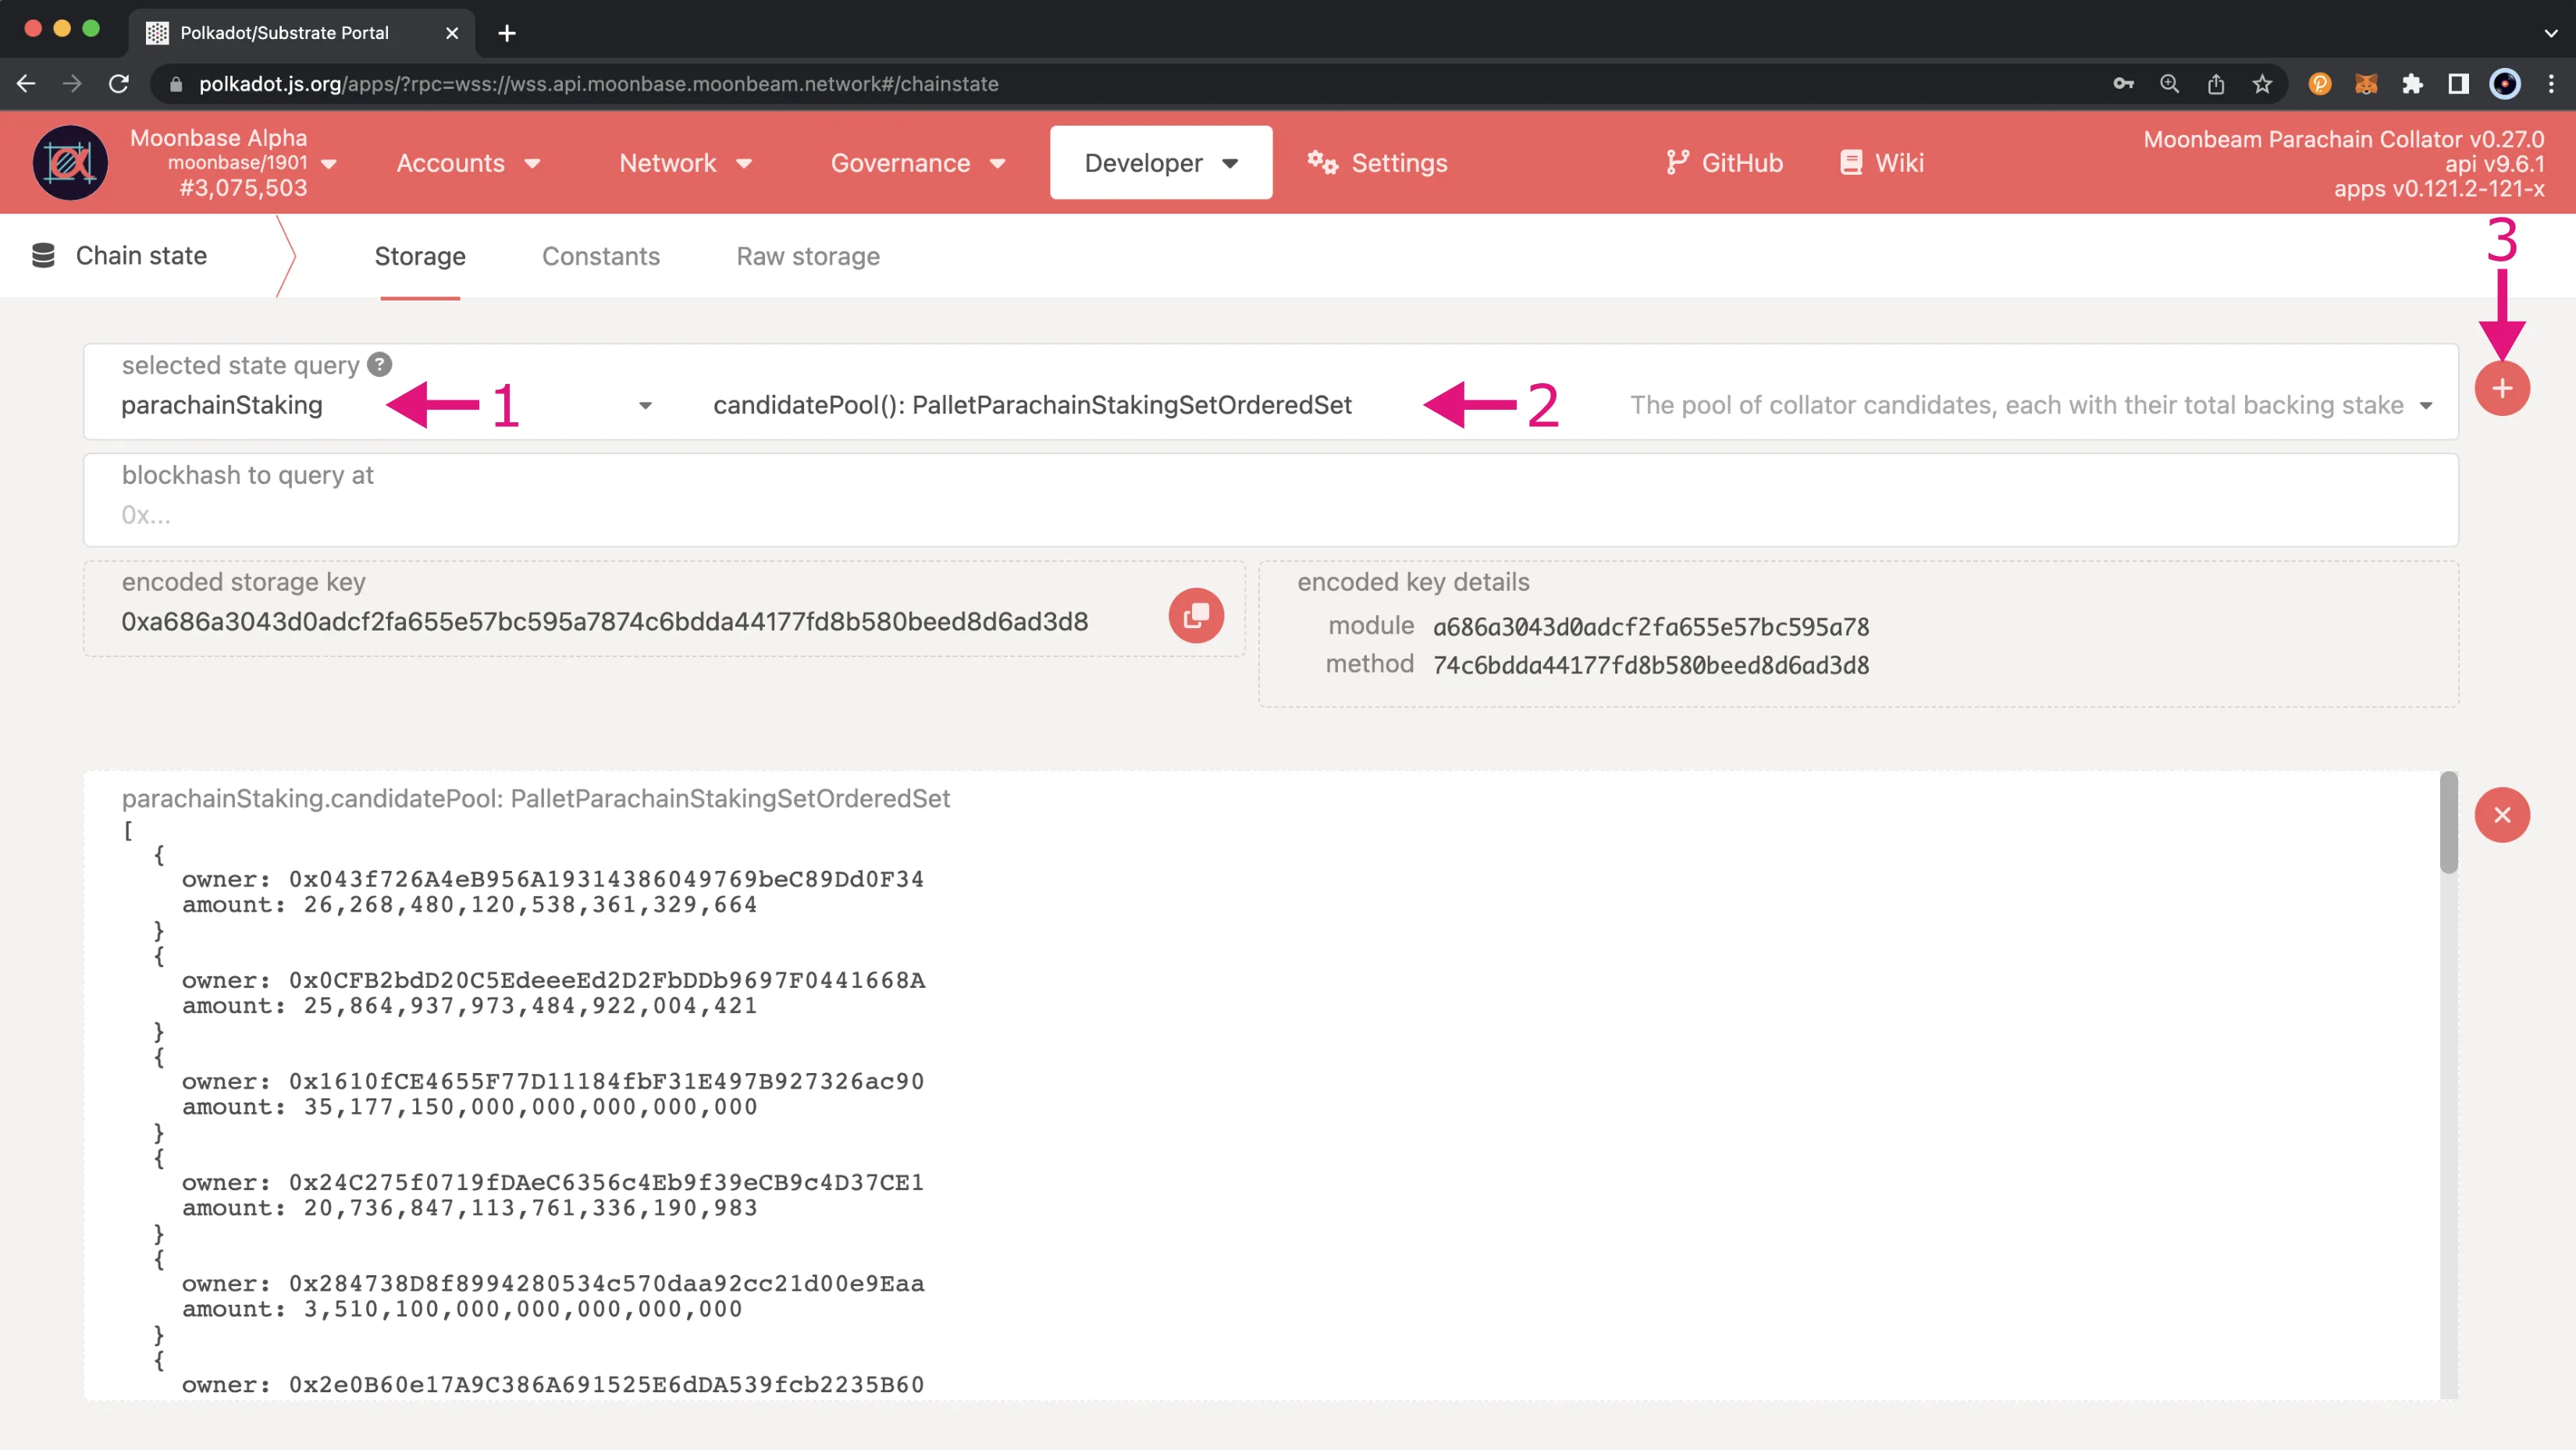 Polkadot/Substrate Portal
polkadot.js.org/apps/?rpc=wss://wss.api.moonbase.moonbeam.network#/chainstate
Moonbase Alpha
moonbase/1901
#3,075,503
Accounts
Network
Governance
Developer
Settings
GitHub
Wiki
Moonbeam Parachain Collator v0.27.0
api v9.6.1
apps v0.121.2-121-x
Chain state
Storage
Constants
Raw storage
3
selected state query ?
parachainStaking
1
candidatePool(): PalletParachainStakingSetOrderedSet
2
The pool of collator candidates, each with their total backing stake
blockhash to query at
0x...
encoded storage key
0xa686a3043d0adcf2fa655e57bc595a7874c6bdda44177fd8b580beed8d6ad3d8
encoded key details
module a686a3043d0adcf2fa655e57bc595a78
method 74c6bdda44177fd8b580beed8d6ad3d8
parachainStaking.candidatePool: PalletParachainStakingSetOrderedSet
[
{
owner: 0x043f726A4eB956A19314386049769beC89Dd0F34
amount: 26,268,480,120,538,361,329,664
}
{
owner: 0x0CFB2bdD20C5EdeeeEd2D2FbDDb9697F0441668A
amount: 25,864,937,973,484,922,004,421
}
{
owner: 0x1610fCE4655F77D11184fbF31E497B927326ac90
amount: 35,177,150,000,000,000,000,000
}
{
owner: 0x24C275f0719fDAeC6356c4Eb9f39eCB9c4D37CE1
amount: 20,736,847,113,761,336,190,983
}
{
owner: 0x284738D8f8994280534c570daa92cc21d00e9Eaa
amount: 3,510,100,000,000,000,000,000
}
{
owner: 0x2e0B60e17A9C386A691525E6dDA539fcb2235B60